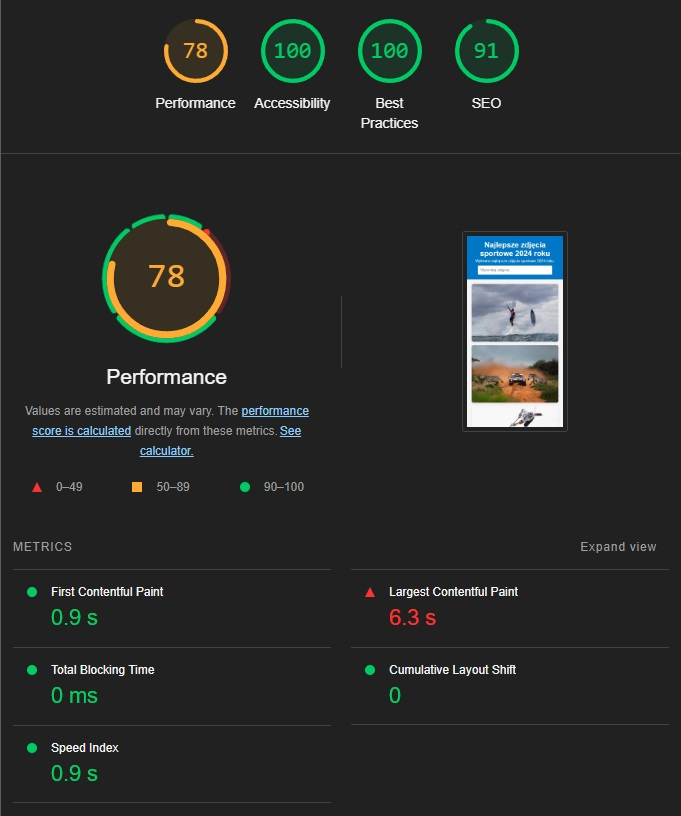 78
100
100
91
Performance
Accessibility
Best
Practices
SEO
78
Performance
Values are estimated and may vary. The performance
score is calculated directly from these metrics. See
calculator.
0–49
50–89
90–100
Najlepsze zdjęcia
sportowe 2024 roku
METRICS
Expand view
First Contentful Paint
0.9 s
Largest Contentful Paint
6.3 s
Total Blocking Time
0 ms
Cumulative Layout Shift
0
Speed Index
0.9 s